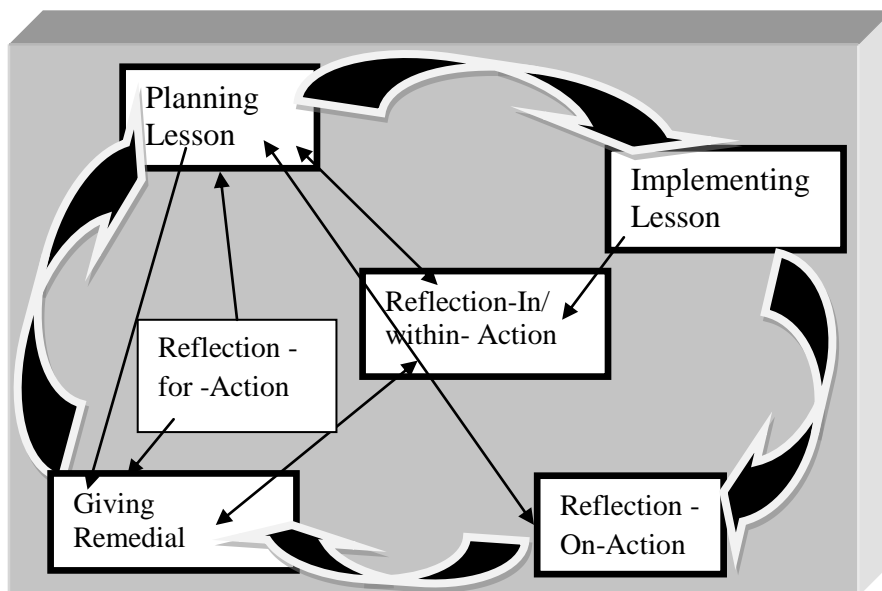 Planning
Lesson
Implementing
Lesson
Reflection-In/
within- Action
Reflection -
for -Action
Giving
Remedial
Reflection -
On-Action